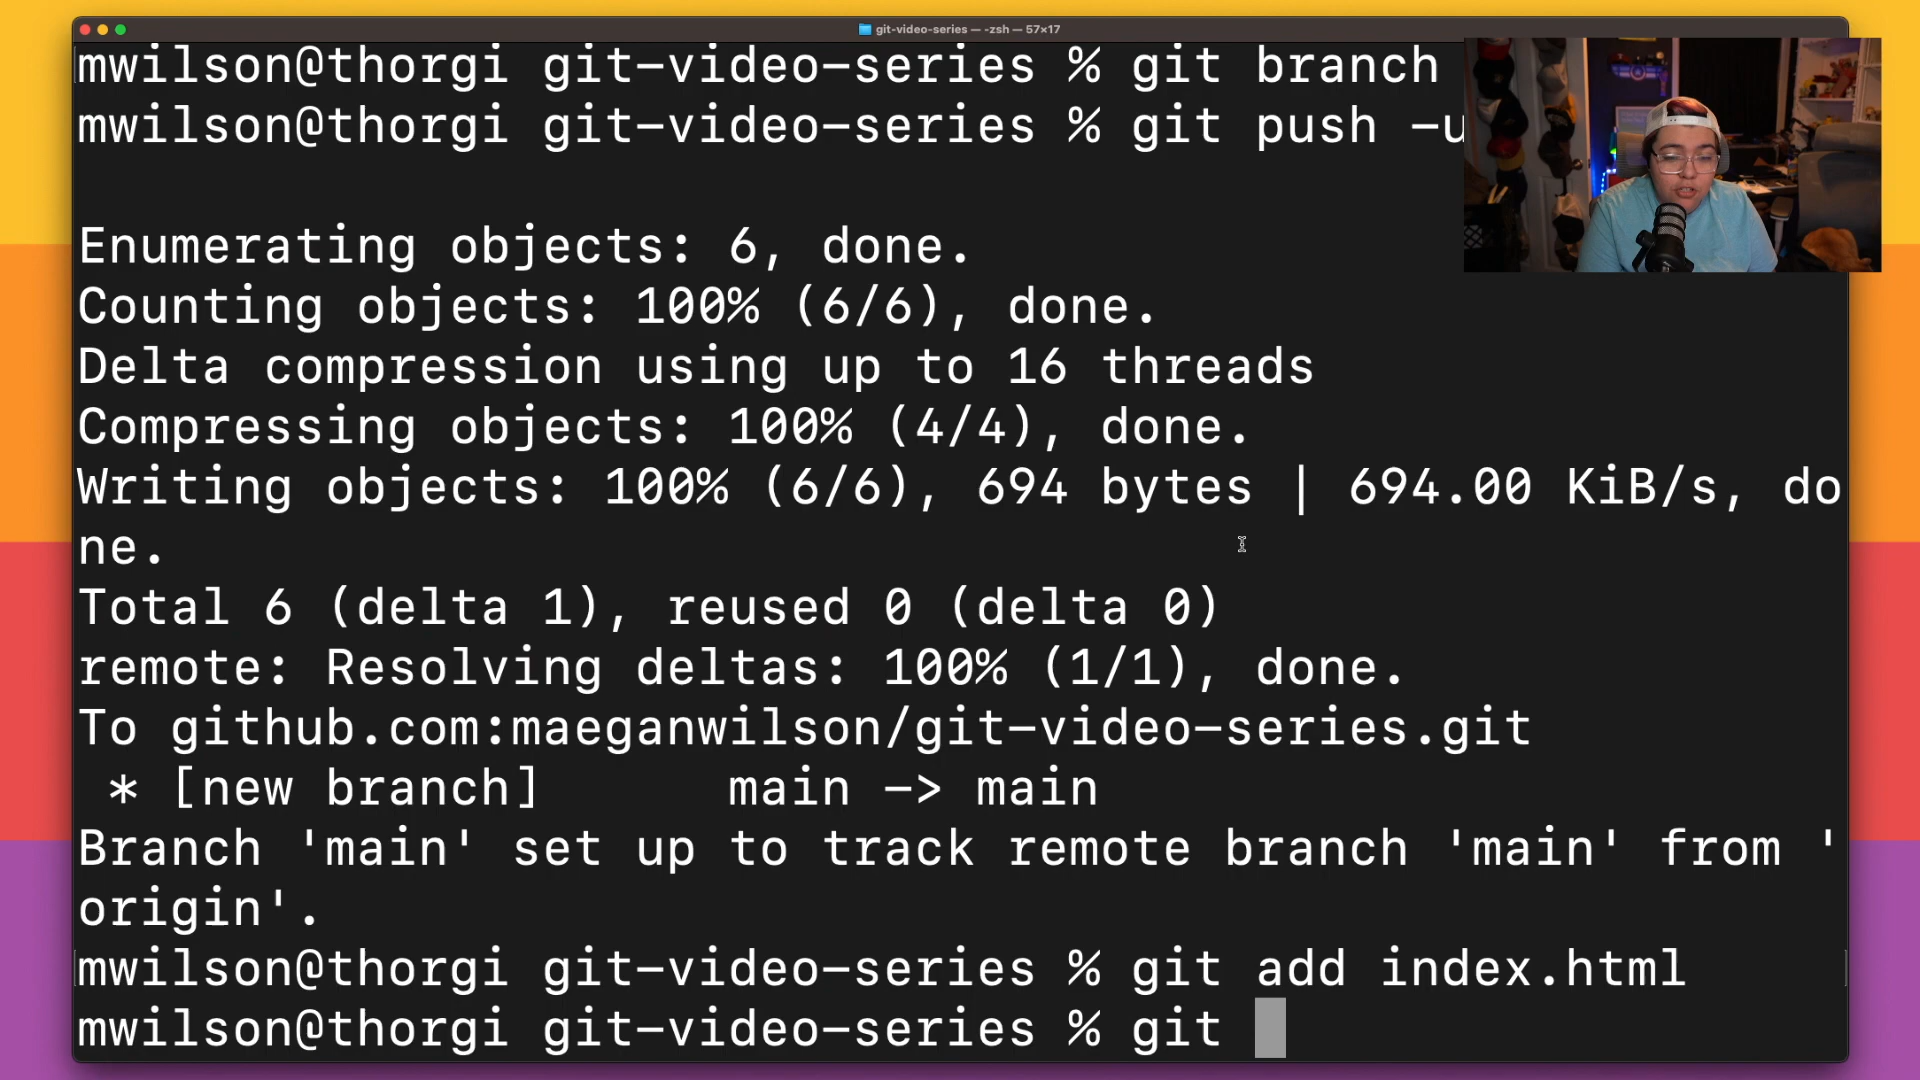 git-video-series — -zsh — 57×17
mwilson@thorgi git-video-series % git branch
mwilson@thorgi git-video-series % git push -u
Enumerating objects: 6, done.
Counting objects: 100% (6/6), done.
Delta compression using up to 16 threads
Compressing objects: 100% (4/4), done.
Writing objects: 100% (6/6), 694 bytes | 694.00 KiB/s, do
ne.
Total 6 (delta 1), reused 0 (delta 0)
remote: Resolving deltas: 100% (1/1), done.
To github.com:maeganwilson/git-video-series.git
* [new branch]      main -> main
Branch 'main' set up to track remote branch 'main' from '
origin'.
mwilson@thorgi git-video-series % git add index.html
mwilson@thorgi git-video-series % git